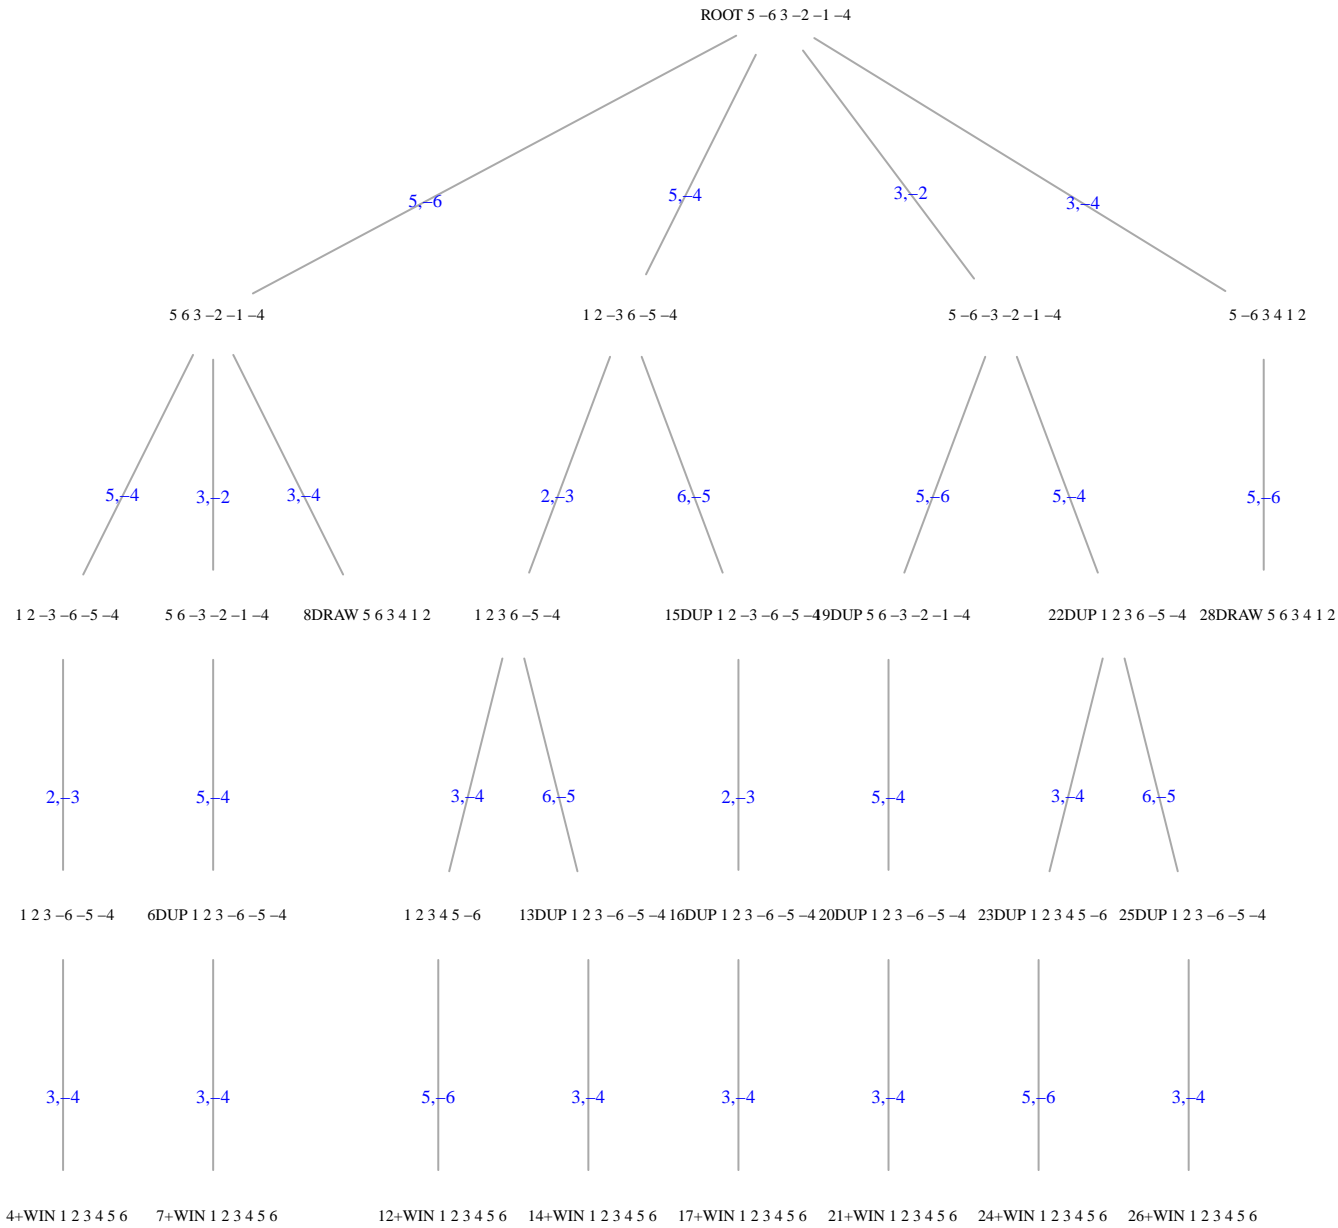 ROOT 5 −6 3 −2 −1 −4
5,−6
5,−4
3,−2
3,−4
5 6 3 −2 −1 −4
1 2 −3 6 −5 −4
5 −6 −3 −2 −1 −4
5 −6 3 4 1 2
5,−4
3,−2
3,−4
2,−3
6,−5
5,−6
5,−4
5,−6
1 2 −3 −6 −5 −4
5 6 −3 −2 −1 −4
8DRAW 5 6 3 4 1 2
1 2 3 6 −5 −4
15DUP 1 2 −3 −6 −5 −4
19DUP 5 6 −3 −2 −1 −4
22DUP 1 2 3 6 −5 −4
28DRAW 5 6 3 4 1 2
2,−3
5,−4
3,−4
6,−5
2,−3
5,−4
3,−4
6,−5
1 2 3 −6 −5 −4
6DUP 1 2 3 −6 −5 −4
1 2 3 4 5 −6
13DUP 1 2 3 −6 −5 −4
16DUP 1 2 3 −6 −5 −4
20DUP 1 2 3 −6 −5 −4
23DUP 1 2 3 4 5 −6
25DUP 1 2 3 −6 −5 −4
3,−4
3,−4
5,−6
3,−4
3,−4
3,−4
5,−6
3,−4
4+WIN 1 2 3 4 5 6
7+WIN 1 2 3 4 5 6
12+WIN 1 2 3 4 5 6
14+WIN 1 2 3 4 5 6
17+WIN 1 2 3 4 5 6
21+WIN 1 2 3 4 5 6
24+WIN 1 2 3 4 5 6
26+WIN 1 2 3 4 5 6